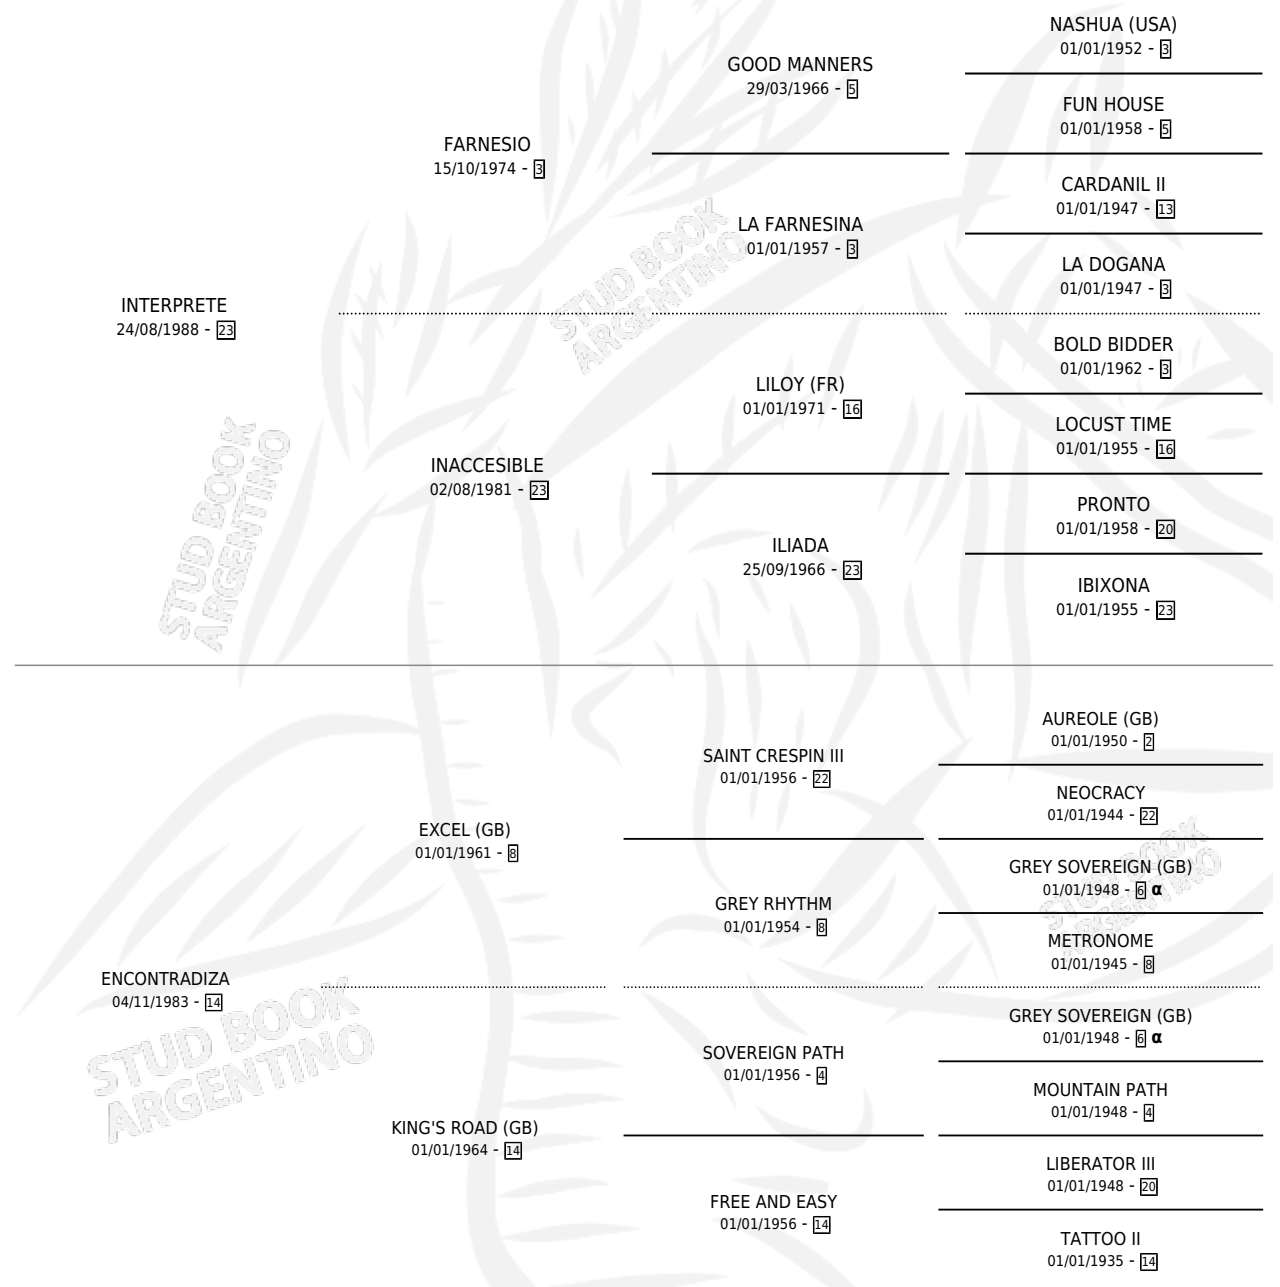 NASHUA (USA)
01/01/1952 - 3
GOOD MANNERS
29/03/1966 - 5
FUN HOUSE
01/01/1958 - 5
FARNESIO
15/10/1974 - 3
CARDANIL II
01/01/1947 - 13
LA FARNESINA
01/01/1957 - 3
LA DOGANA
01/01/1947 - 3
INTERPRETE
24/08/1988 - 23
BOLD BIDDER
01/01/1962 - 3
LILOY (FR)
01/01/1971 - 16
LOCUST TIME
01/01/1955 - 16
INACCESIBLE
02/08/1981 - 23
PRONTO
01/01/1958 - 20
ILIADA
25/09/1966 - 23
IBIXONA
01/01/1955 - 23
STUD BOOK
ARGENTINO
STUD BOOK
ARGENTINO
AUREOLE (GB)
01/01/1950 - 2
SAINT CRESPIN III
01/01/1956 - 22
NEOCRACY
01/01/1944 - 22
EXCEL (GB)
01/01/1961 - 8
GREY SOVEREIGN (GB)
01/01/1948 - 6 α
GREY RHYTHM
01/01/1954 - 8
METRONOME
01/01/1945 - 8
ENCONTRADIZA
04/11/1983 - 14
GREY SOVEREIGN (GB)
01/01/1948 - 6 α
SOVEREIGN PATH
01/01/1956 - 4
MOUNTAIN PATH
01/01/1948 - 4
KING'S ROAD (GB)
01/01/1964 - 14
LIBERATOR III
01/01/1948 - 20
FREE AND EASY
01/01/1956 - 14
TATTOO II
01/01/1935 - 14
STUD BOOK
ARGENTINO
STUD BOOK
ARGENTINO